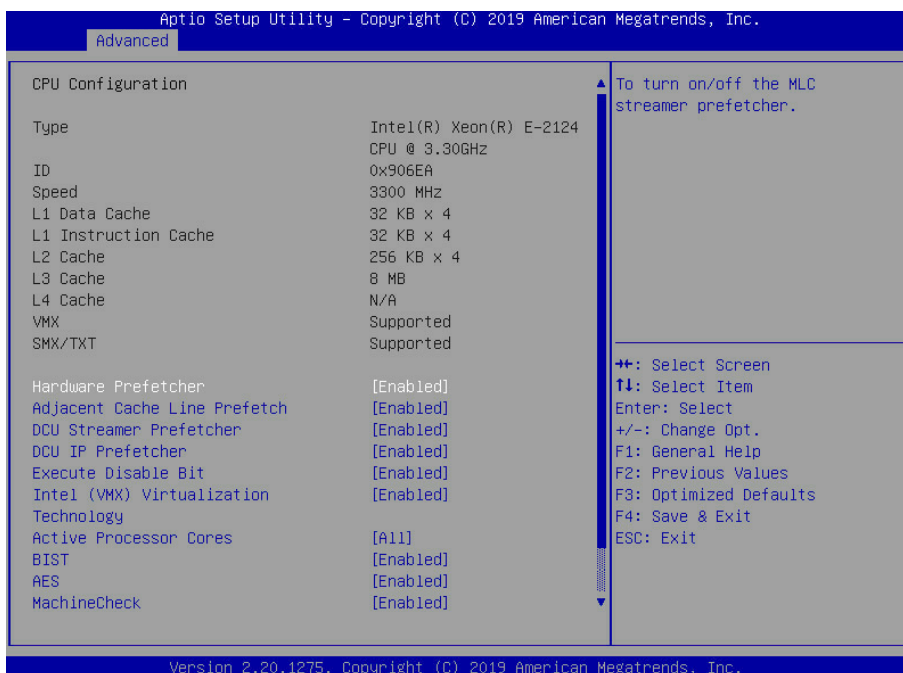 Aptio Setup Utility – Copyright (C) 2019 American Megatrends, Inc.
Advanced
CPU Configuration
Type Intel(R) Xeon(R) E-2124
CPU @ 3.30GHz
ID 0x906EA
Speed 3300 MHz
L1 Data Cache 32 KB x 4
L1 Instruction Cache 32 KB x 4
L2 Cache 256 KB x 4
L3 Cache 8 MB
L4 Cache N/A
VMX Supported
SMX/TXT Supported
Hardware Prefetcher [Enabled]
Adjacent Cache Line Prefetch [Enabled]
DCU Streamer Prefetcher [Enabled]
DCU IP Prefetcher [Enabled]
Execute Disable Bit [Enabled]
Intel (VMX) Virtualization [Enabled]
Technology
Active Processor Cores [All]
BIST [Enabled]
AES [Enabled]
MachineCheck [Enabled]
To turn on/off the MLC
streamer prefetcher.
→←: Select Screen
↑↓: Select Item
Enter: Select
+/-: Change Opt.
F1: General Help
F2: Previous Values
F3: Optimized Defaults
F4: Save & Exit
ESC: Exit
Version 2.20.1275. Copyright (C) 2019 American Megatrends, Inc.